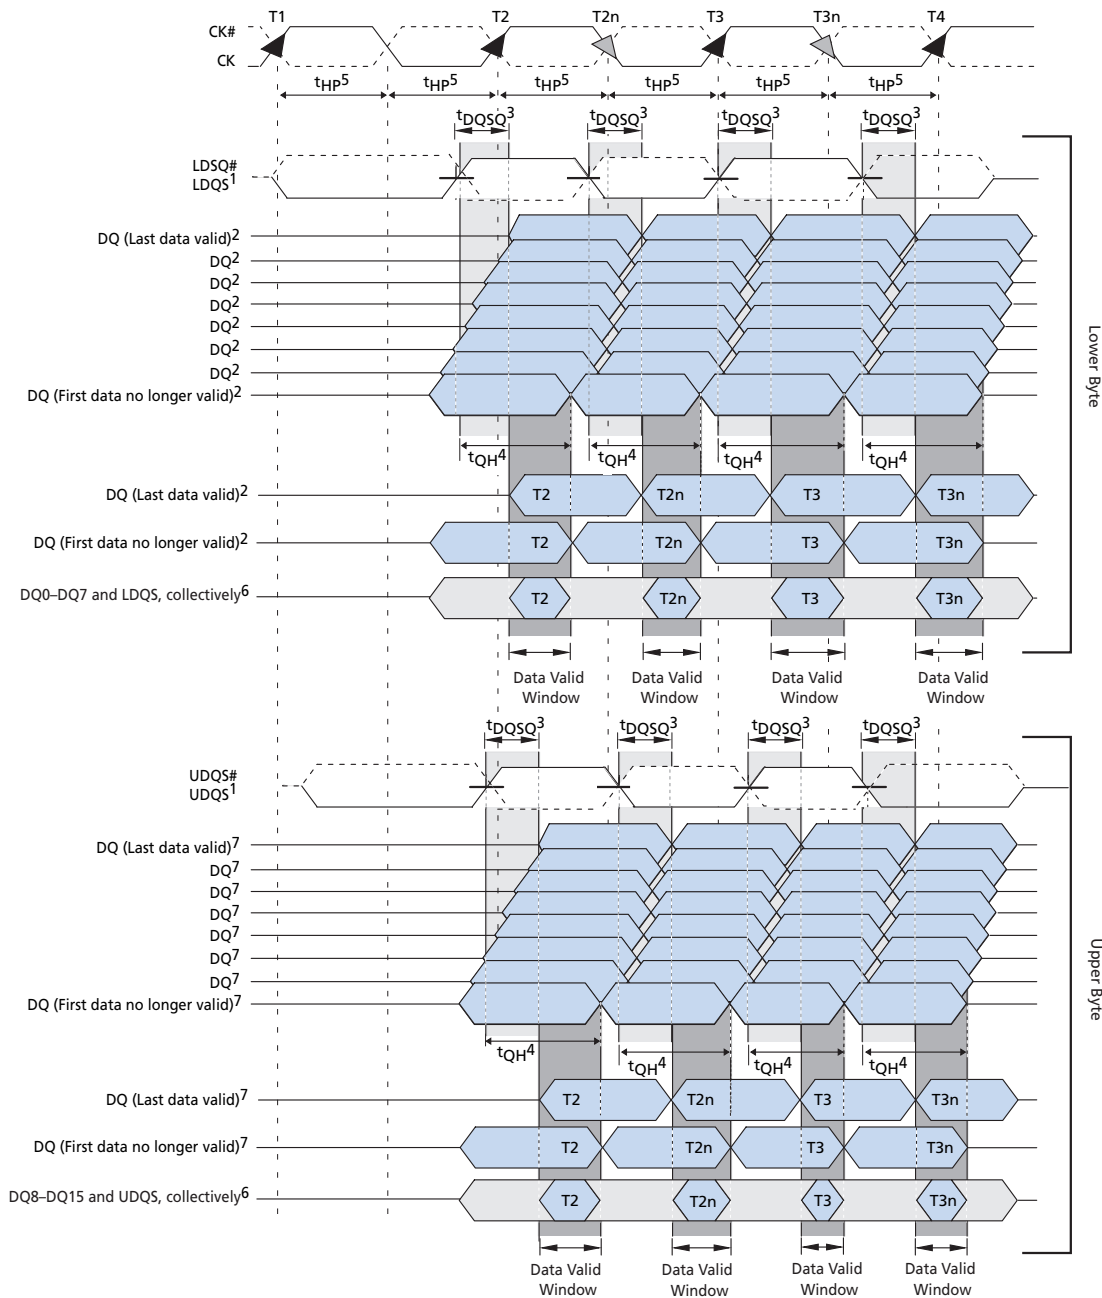 T1 T2 T2n T3 T3n T4
CK#
CK
tHP5 tHP5 tHP5 tHP5 tHP5 tHP5
tDQSQ3 tDQSQ3 tDQSQ3 tDQSQ3
LDSQ#
LDQS1
DQ (Last data valid)2
DQ2
DQ2
DQ2
DQ2
DQ2
DQ2
DQ (First data no longer valid)2
tQH4 tQH4 tQH4 tQH4
DQ (Last data valid)2 T2 T2n T3 T3n
DQ (First data no longer valid)2 T2 T2n T3 T3n
DQ0–DQ7 and LDQS, collectively6 T2 T2n T3 T3n
Data Valid Data Valid Data Valid Data Valid
Window Window Window Window
Lower Byte
tDQSQ3 tDQSQ3 tDQSQ3 tDQSQ3
UDQS#
UDQS1
DQ (Last data valid)7
DQ7
DQ7
DQ7
DQ7
DQ7
DQ7
DQ (First data no longer valid)7
tQH4 tQH4 tQH4 tQH4
DQ (Last data valid)7 T2 T2n T3 T3n
DQ (First data no longer valid)7 T2 T2n T3 T3n
DQ8–DQ15 and UDQS, collectively6 T2 T2n T3 T3n
Data Valid Data Valid Data Valid Data Valid
Window Window Window Window
Upper Byte